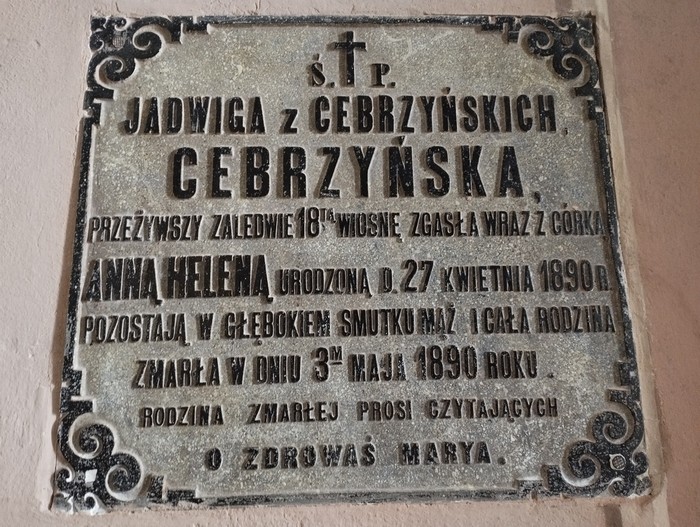 Ś. P.
JADWIGA z CEBRZYŃSKICH,
CEBRZYŃSKA,
PRZEŻYWSZY ZALEDWIE 18TĄ WIOSNĘ ZGASŁA WRAZ Z CÓRKĄ
ANNĄ HELENĄ URODZONĄ D. 27 KWIETNIA 1890 R
POZOSTAJĄ W GŁĘBOKIEM SMUTKU MĄŻ I CAŁA RODZINA
ZMARŁA W DNIU 3M MAJA 1890 ROKU.
RODZINA ZMARŁEJ PROSI CZYTAJĄCYCH
O ZDROWAŚ MARYA.